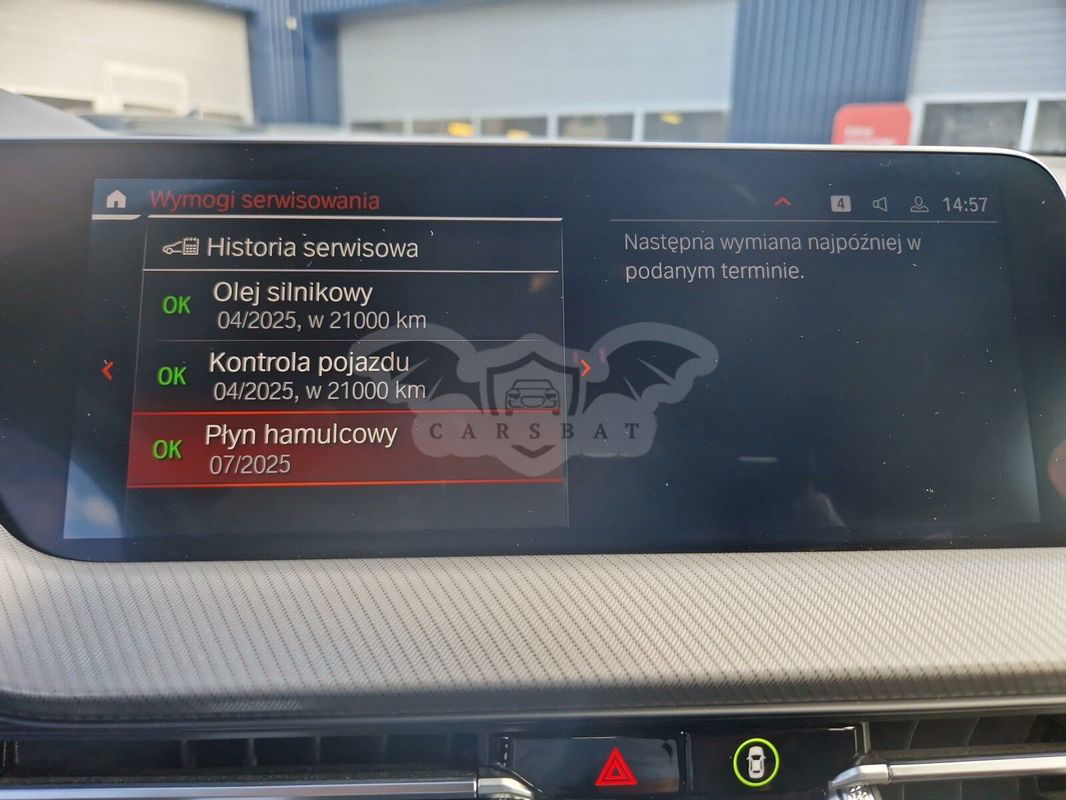 Wymogi serwisowania
4 14:57
Historia serwisowa
Następna wymiana najpóźniej w
podanym terminie.
OK Olej silnikowy
04/2025, w 21000 km
OK Kontrola pojazdu
04/2025, w 21000 km
OK Płyn hamulcowy
07/2025
CARSBAT